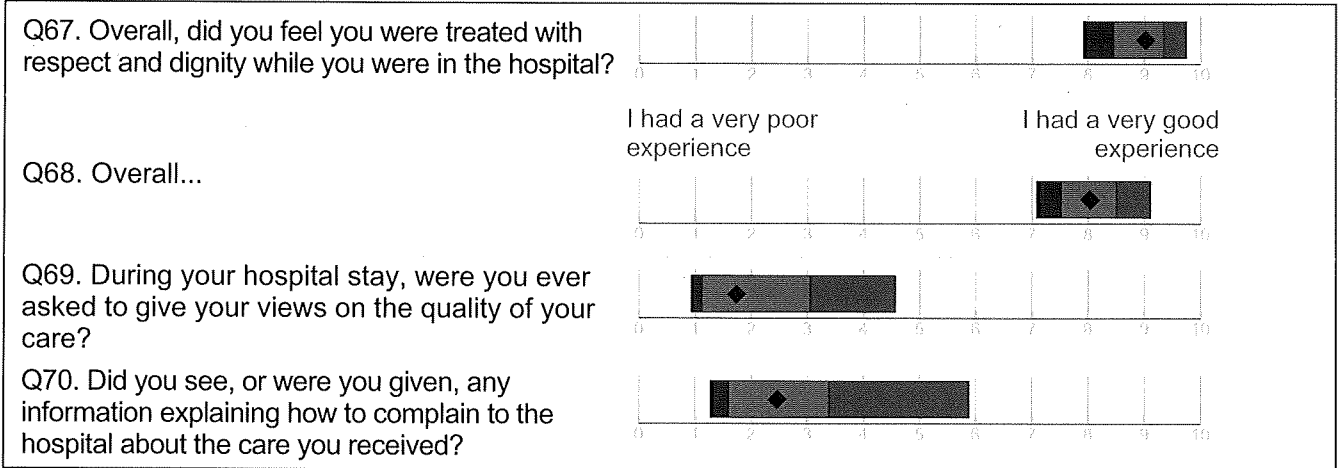 Q67. Overall, did you feel you were treated with
respect and dignity while you were in the hospital?
0 1 2 3 4 5 6 7 8 9 10
I had a very poor
experience
I had a very good
experience
Q68. Overall...
0 1 2 3 4 5 6 7 8 9 10
Q69. During your hospital stay, were you ever
asked to give your views on the quality of your
care?
0 1 2 3 4 5 6 7 8 9 10
Q70. Did you see, or were you given, any
information explaining how to complain to the
hospital about the care you received?
0 1 2 3 4 5 6 7 8 9 10